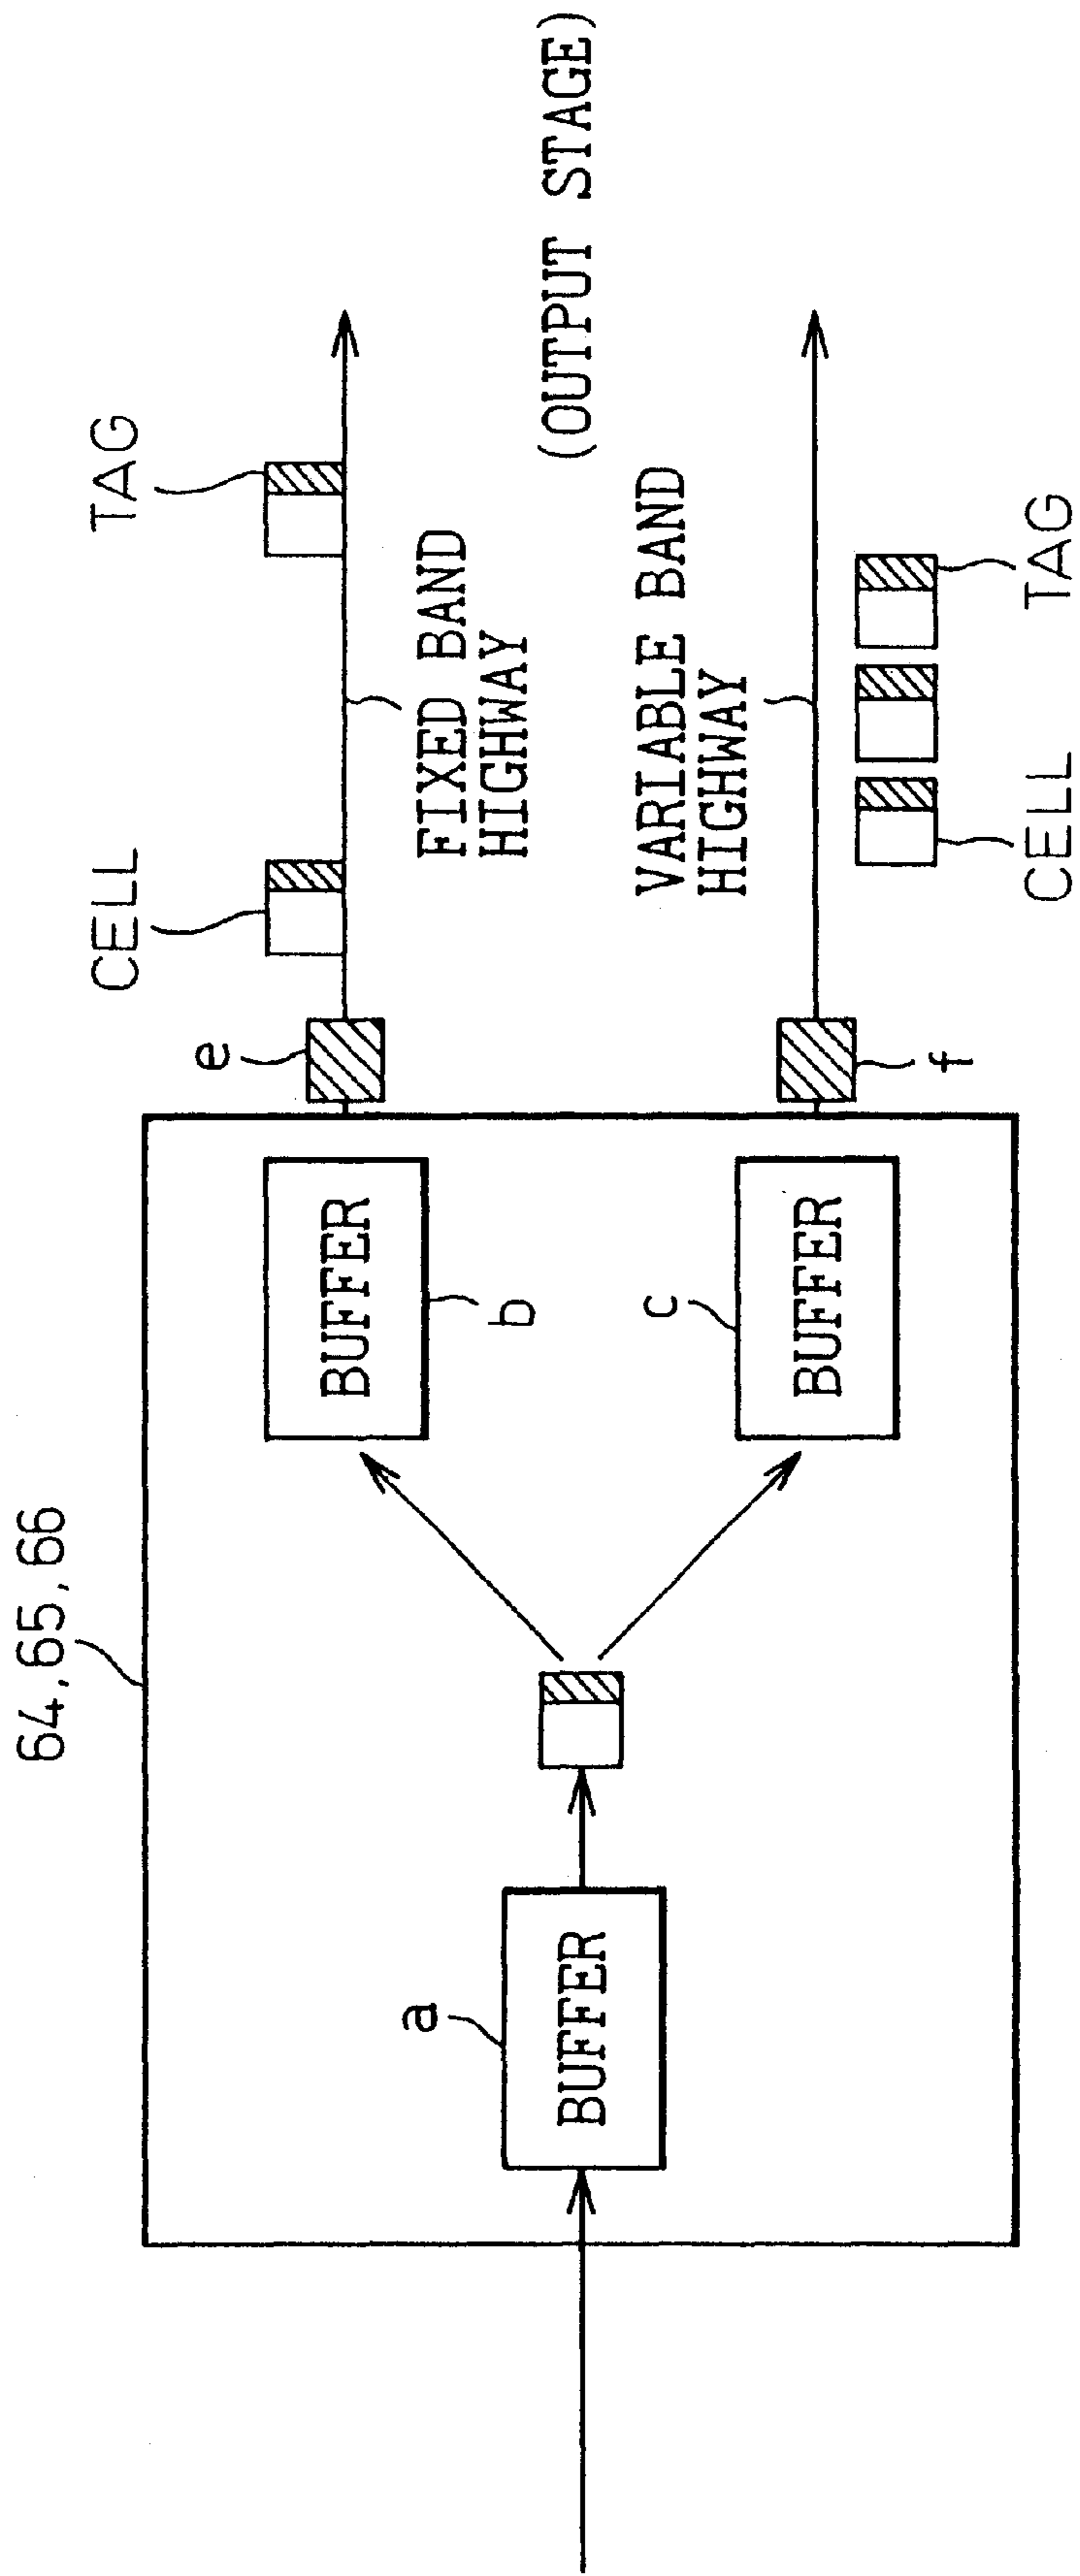 64, 65, 66
a
BUFFER
BUFFER
b
c
BUFFER
e
f
CELL
TAG
FIXED BAND
HIGHWAY
(OUTPUT STAGE)
VARIABLE BAND
HIGHWAY
CELL
TAG